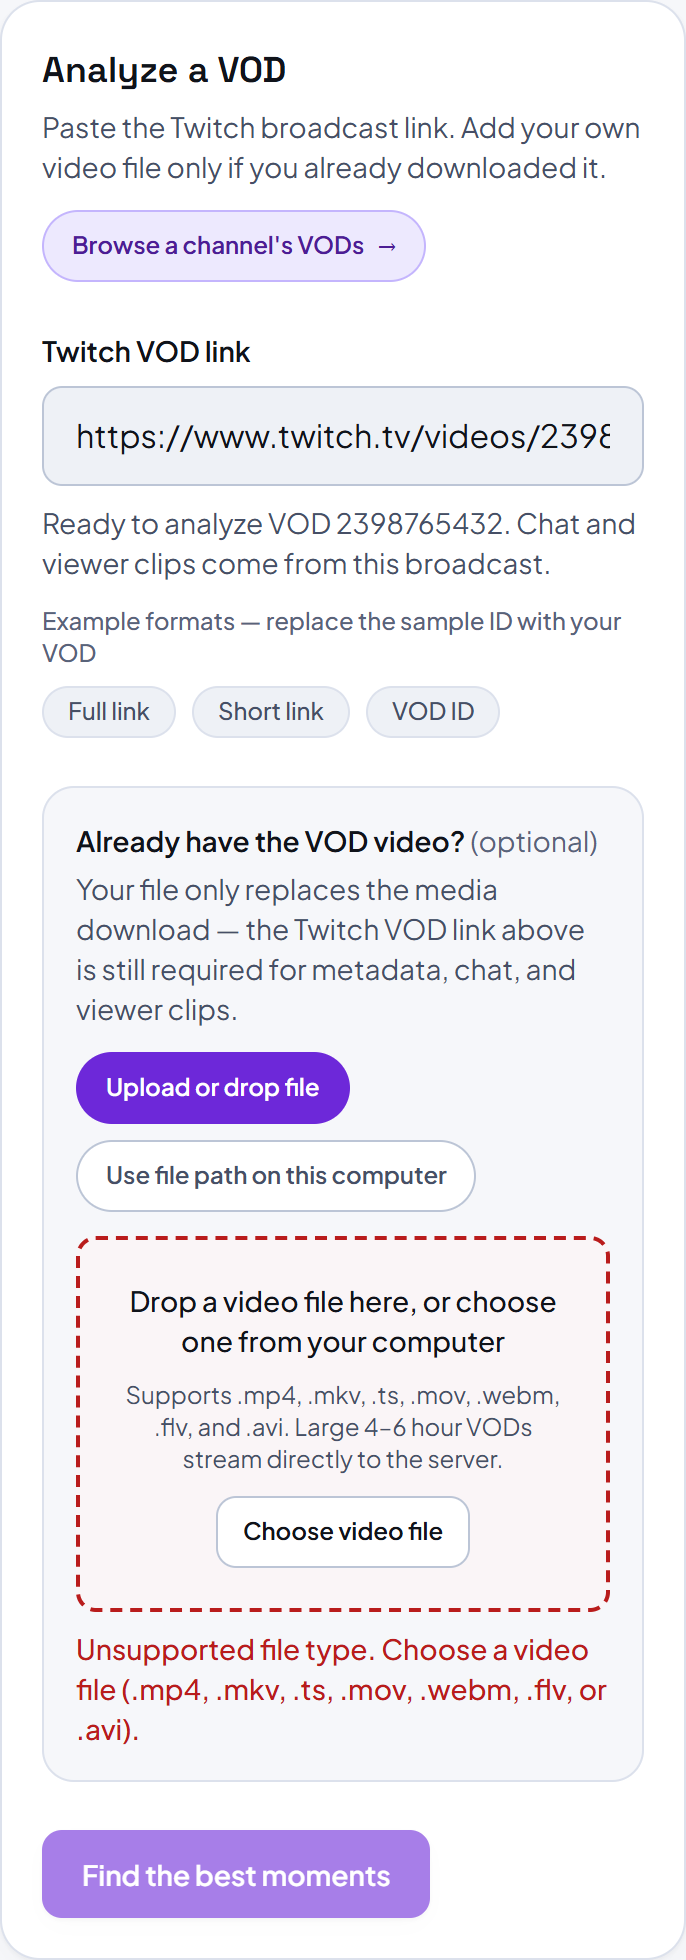 Analyze a VOD
Paste the Twitch broadcast link. Add your own
video file only if you already downloaded it.
Browse a channel's VODs →
Twitch VOD link
https://www.twitch.tv/videos/2398
Ready to analyze VOD 2398765432. Chat and
viewer clips come from this broadcast.
Example formats — replace the sample ID with your
VOD
Full link
Short link
VOD ID
Already have the VOD video? (optional)
Your file only replaces the media
download — the Twitch VOD link above
is still required for metadata, chat, and
viewer clips.
Upload or drop file
Use file path on this computer
Drop a video file here, or choose
one from your computer
Supports .mp4, .mkv, .ts, .mov, .webm,
.flv, and .avi. Large 4–6 hour VODs
stream directly to the server.
Choose video file
Unsupported file type. Choose a video
file (.mp4, .mkv, .ts, .mov, .webm, .flv, or
.avi).
Find the best moments